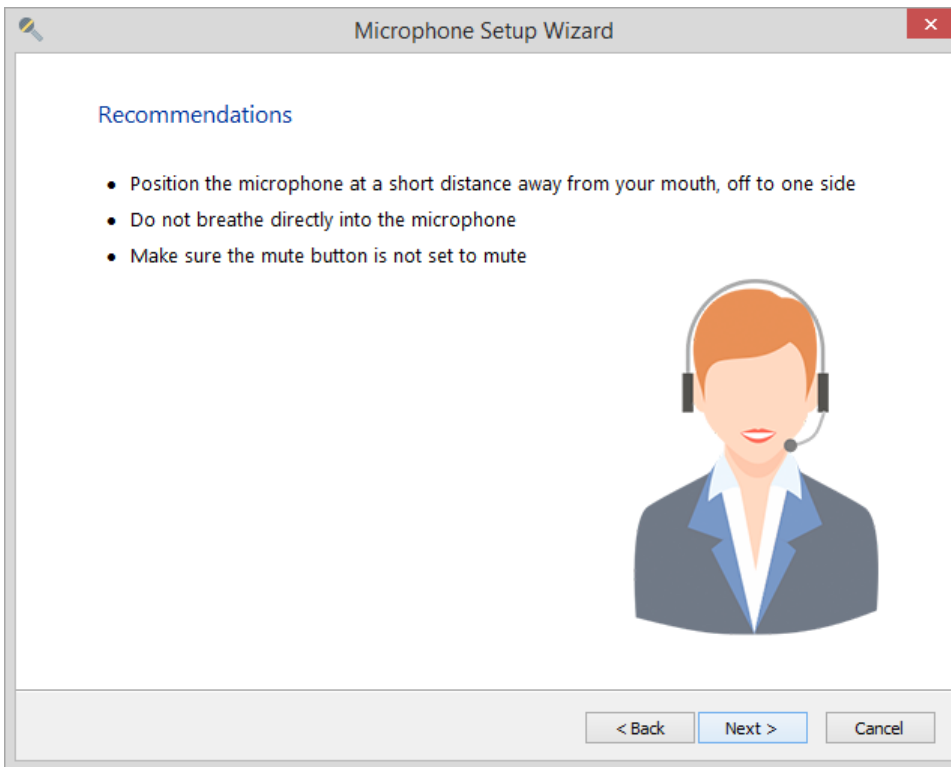 Microphone Setup Wizard
Recommendations
• Position the microphone at a short distance away from your mouth, off to one side
• Do not breathe directly into the microphone
• Make sure the mute button is not set to mute
< Back
Next >
Cancel